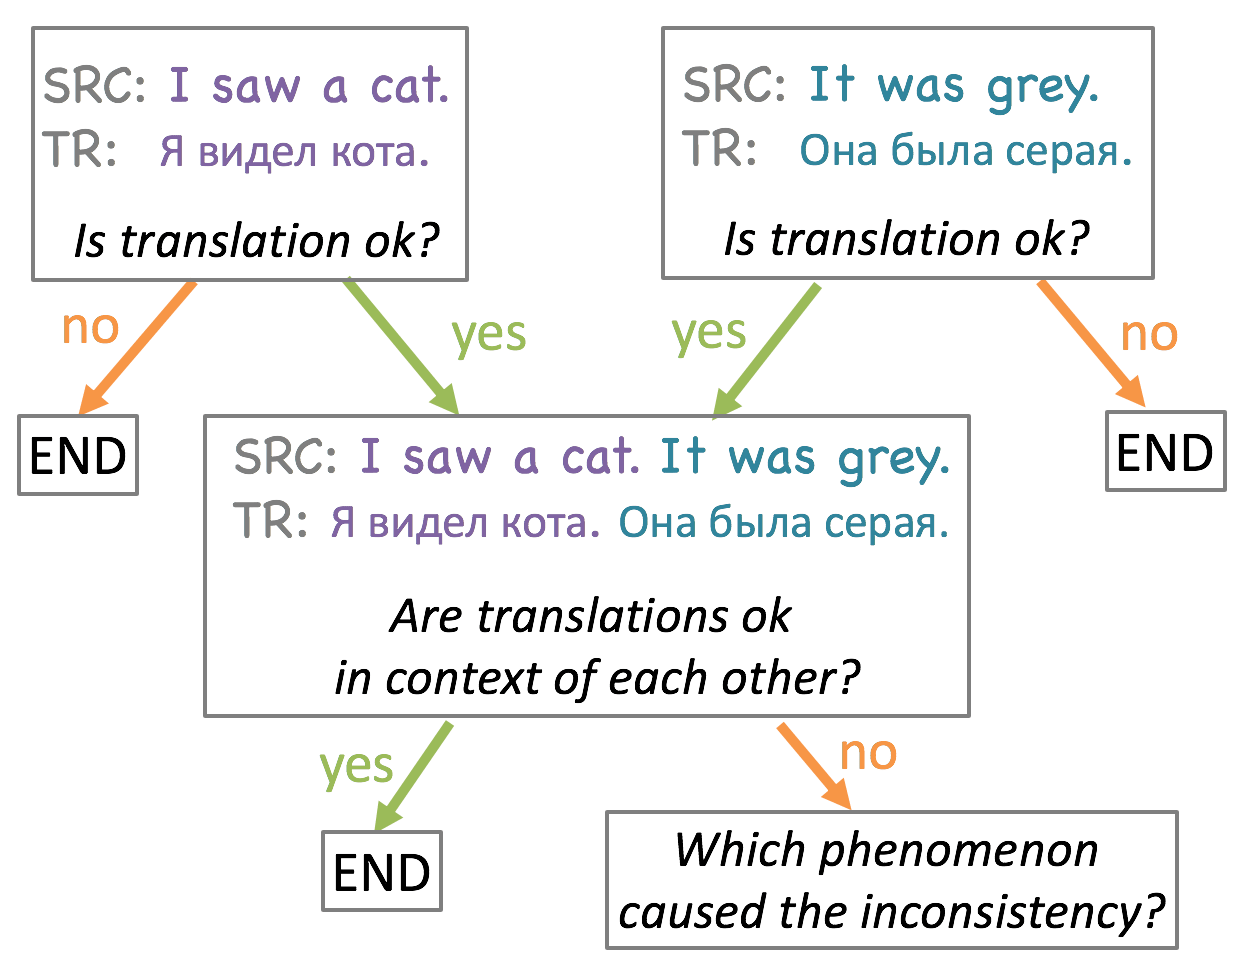 SRC: I saw a cat.
TR: Я видел кота.
Is translation ok?
SRC: It was grey.
TR: Она была серая.
Is translation ok?
no
yes
yes
no
END
END
SRC: I saw a cat. It was grey.
TR: Я видел кота. Она была серая.
Are translations ok
in context of each other?
yes
no
END
Which phenomenon
caused the inconsistency?